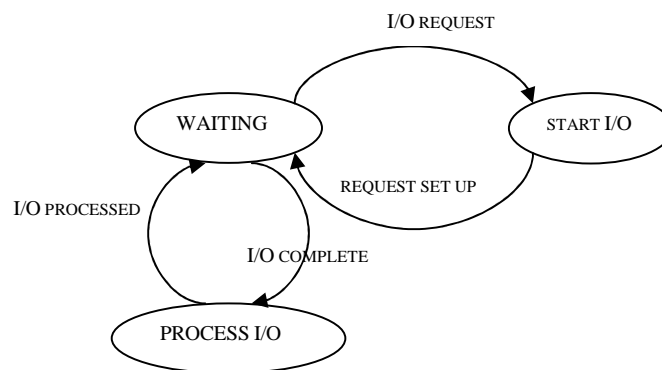 I/O REQUEST
WAITING
START I/O
REQUEST SET UP
I/O PROCESSED
I/O COMPLETE
PROCESS I/O